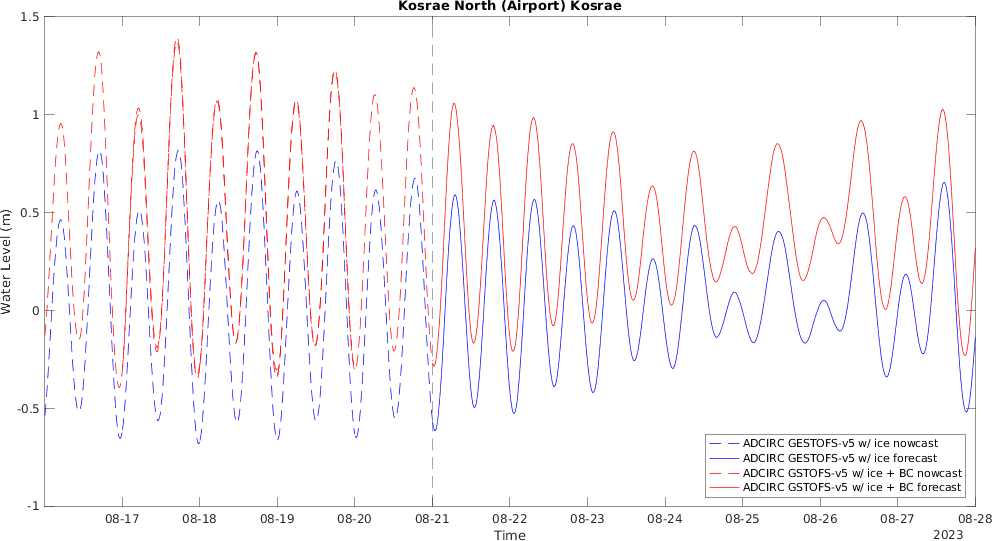 Kosrae North (Airport) Kosrae
1.5
1
0.5
0
-0.5
-1
Water Level (m)
08-17 08-18 08-19 08-20 08-21 08-22 08-23 08-24 08-25 08-26 08-27 08-28
Time
2023
ADCIRC GESTOFS-v5 w/ ice nowcast
ADCIRC GESTOFS-v5 w/ ice forecast
ADCIRC GSTOFS-v5 w/ ice + BC nowcast
ADCIRC GSTOFS-v5 w/ ice + BC forecast